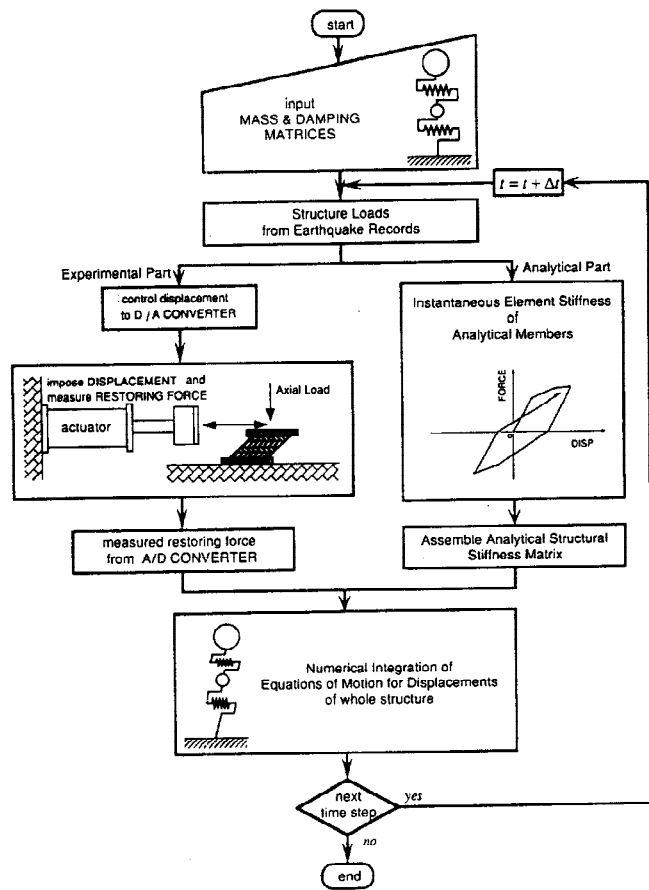 start
input
MASS & DAMPING
MATRICES
t = t + Δt
Structure Loads
from Earthquake Records
Experimental Part
Analytical Part
control displacement
to D / A CONVERTER
Instantaneous Element Stiffness
of
Analytical Members
impose DISPLACEMENT and
measure RESTORING FORCE
Axial Load
actuator
FORCE
0
DISP
measured restoring force
from A/D CONVERTER
Assemble Analytical Structural
Stiffness Matrix
Numerical Integration of
Equations of Motion for Displacements
of whole structure
next
time step
yes
no
end